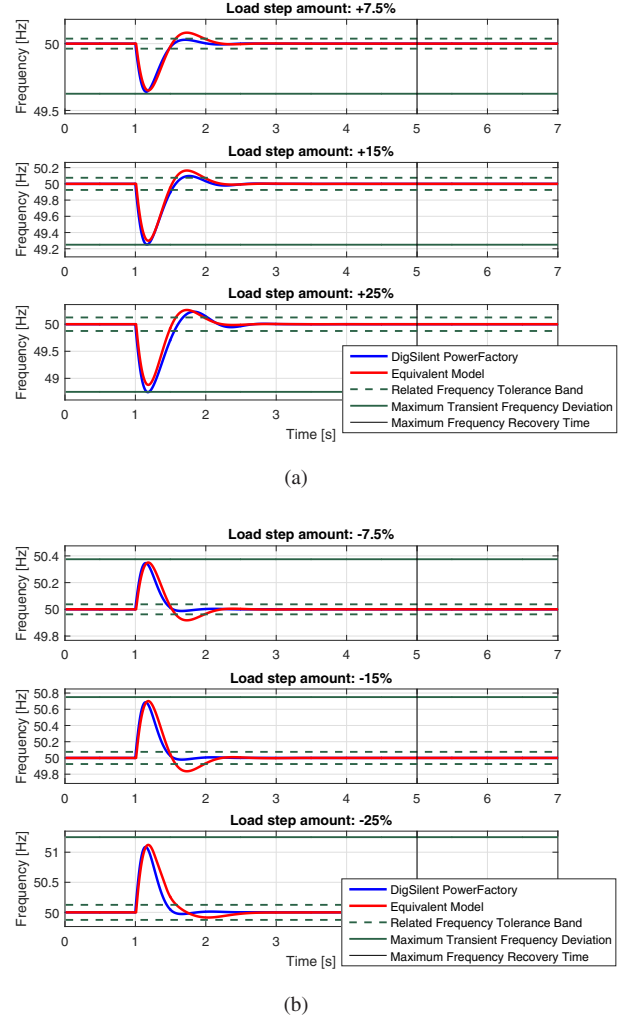 Load step amount: +7.5%
Frequency [Hz]
50
49.5
0 1 2 3 4 5 6 7
Load step amount: +15%
Frequency [Hz]
50.2
50
49.8
49.6
49.4
49.2
0 1 2 3 4 5 6 7
Load step amount: +25%
Frequency [Hz]
50
49.5
49
0 1 2 3
Time [s]
DigSilent PowerFactory
Equivalent Model
Related Frequency Tolerance Band
Maximum Transient Frequency Deviation
Maximum Frequency Recovery Time
(a)
Load step amount: -7.5%
Frequency [Hz]
50.4
50.2
50
49.8
0 1 2 3 4 5 6 7
Load step amount: -15%
Frequency [Hz]
50.8
50.6
50.4
50.2
50
49.8
0 1 2 3 4 5 6 7
Load step amount: -25%
Frequency [Hz]
51
50.5
50
0 1 2 3
Time [s]
DigSilent PowerFactory
Equivalent Model
Related Frequency Tolerance Band
Maximum Transient Frequency Deviation
Maximum Frequency Recovery Time
(b)